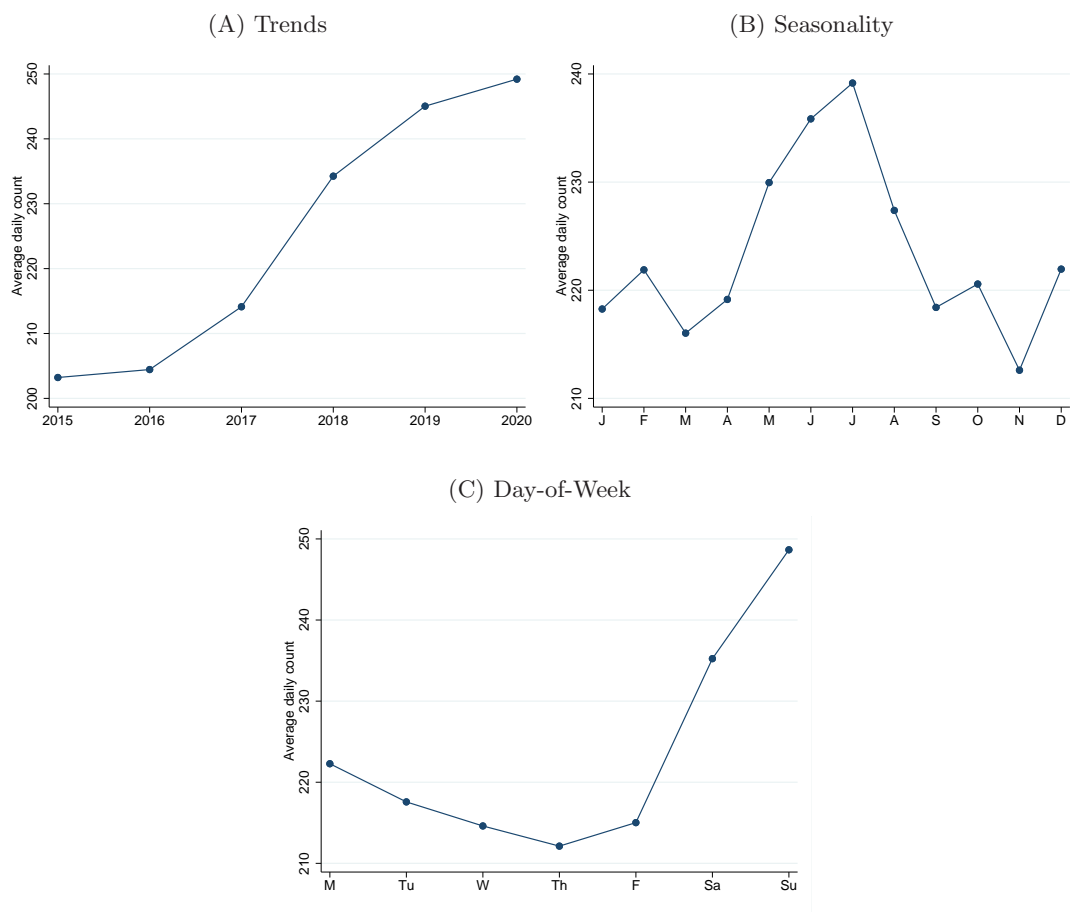 (A) Trends
Average daily count
250
240
230
220
210
200
2015 2016 2017 2018 2019 2020
(B) Seasonality
Average daily count
240
230
220
210
J F M A M J J A S O N D
(C) Day-of-Week
Average daily count
250
240
230
220
210
M Tu W Th F Sa Su